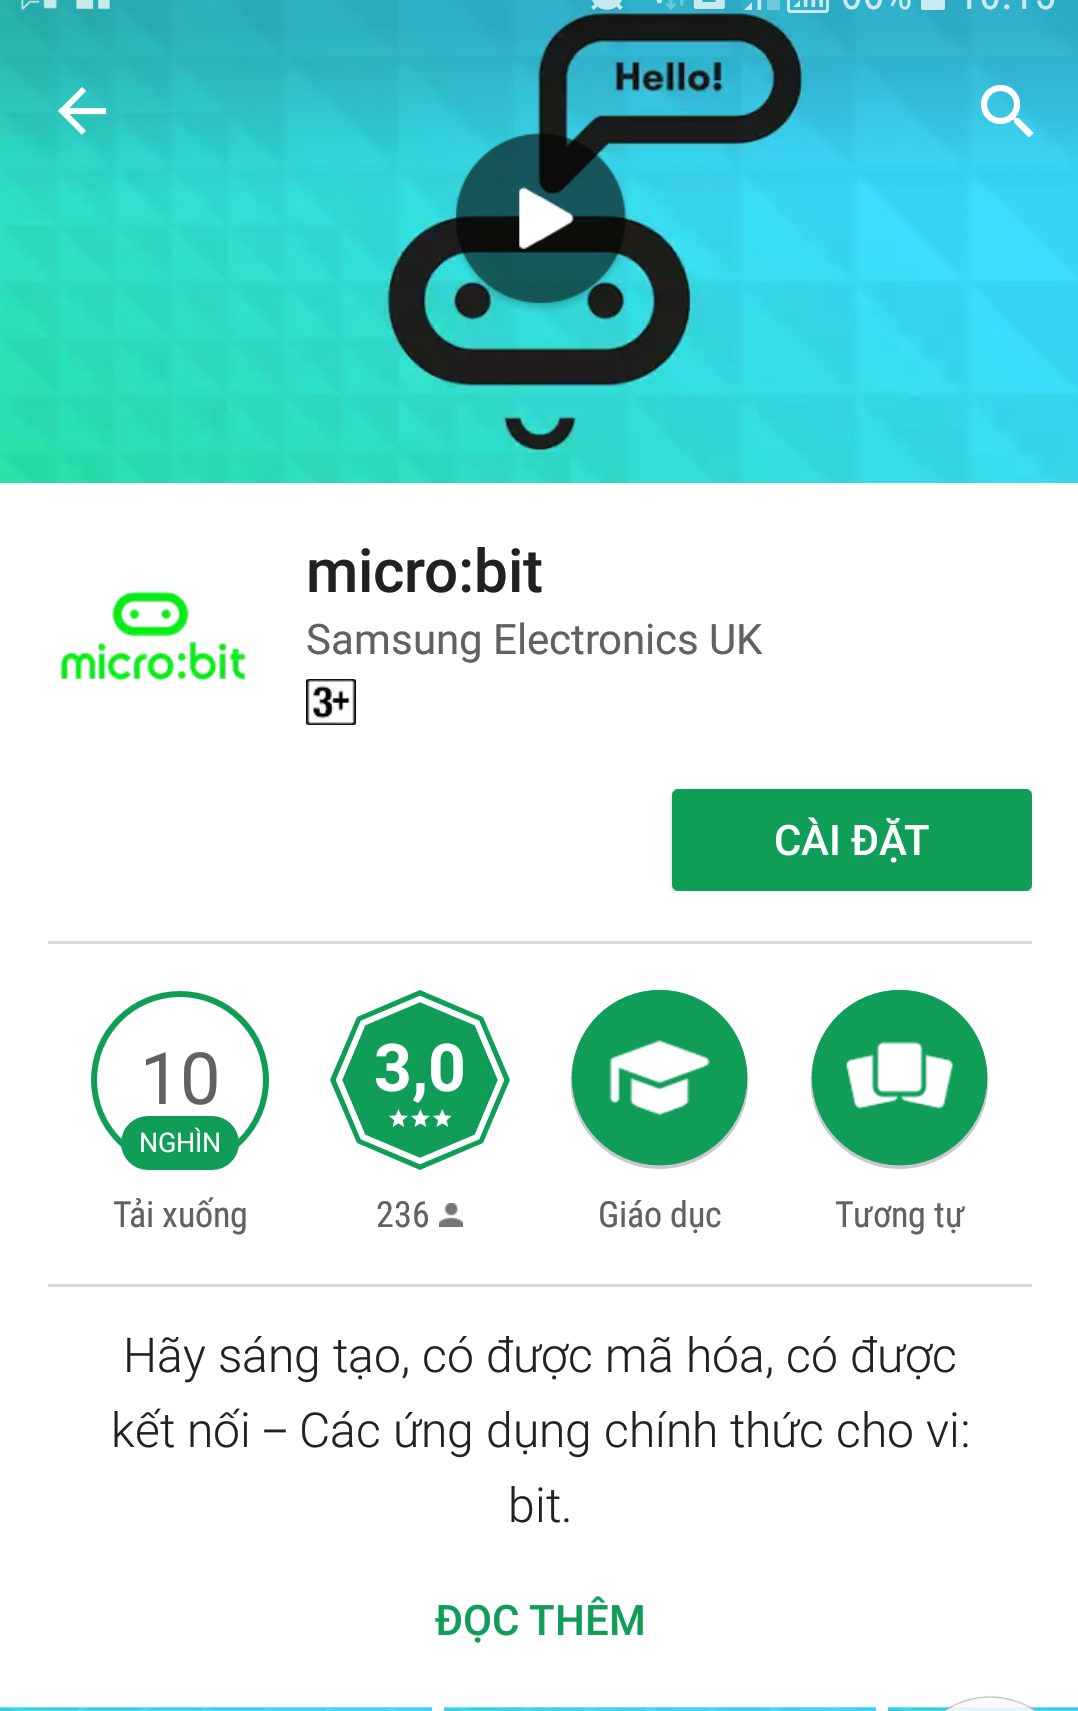 Hello!
micro:bit
micro:bit
Samsung Electronics UK
3+
CÀI ĐẶT
10
NGHÌN
3,0
Tải xuống
236
Giáo dục
Tương tự
Hãy sáng tạo, có được mã hóa, có được
kết nối – Các ứng dụng chính thức cho vi:
bit.
ĐỌC THÊM